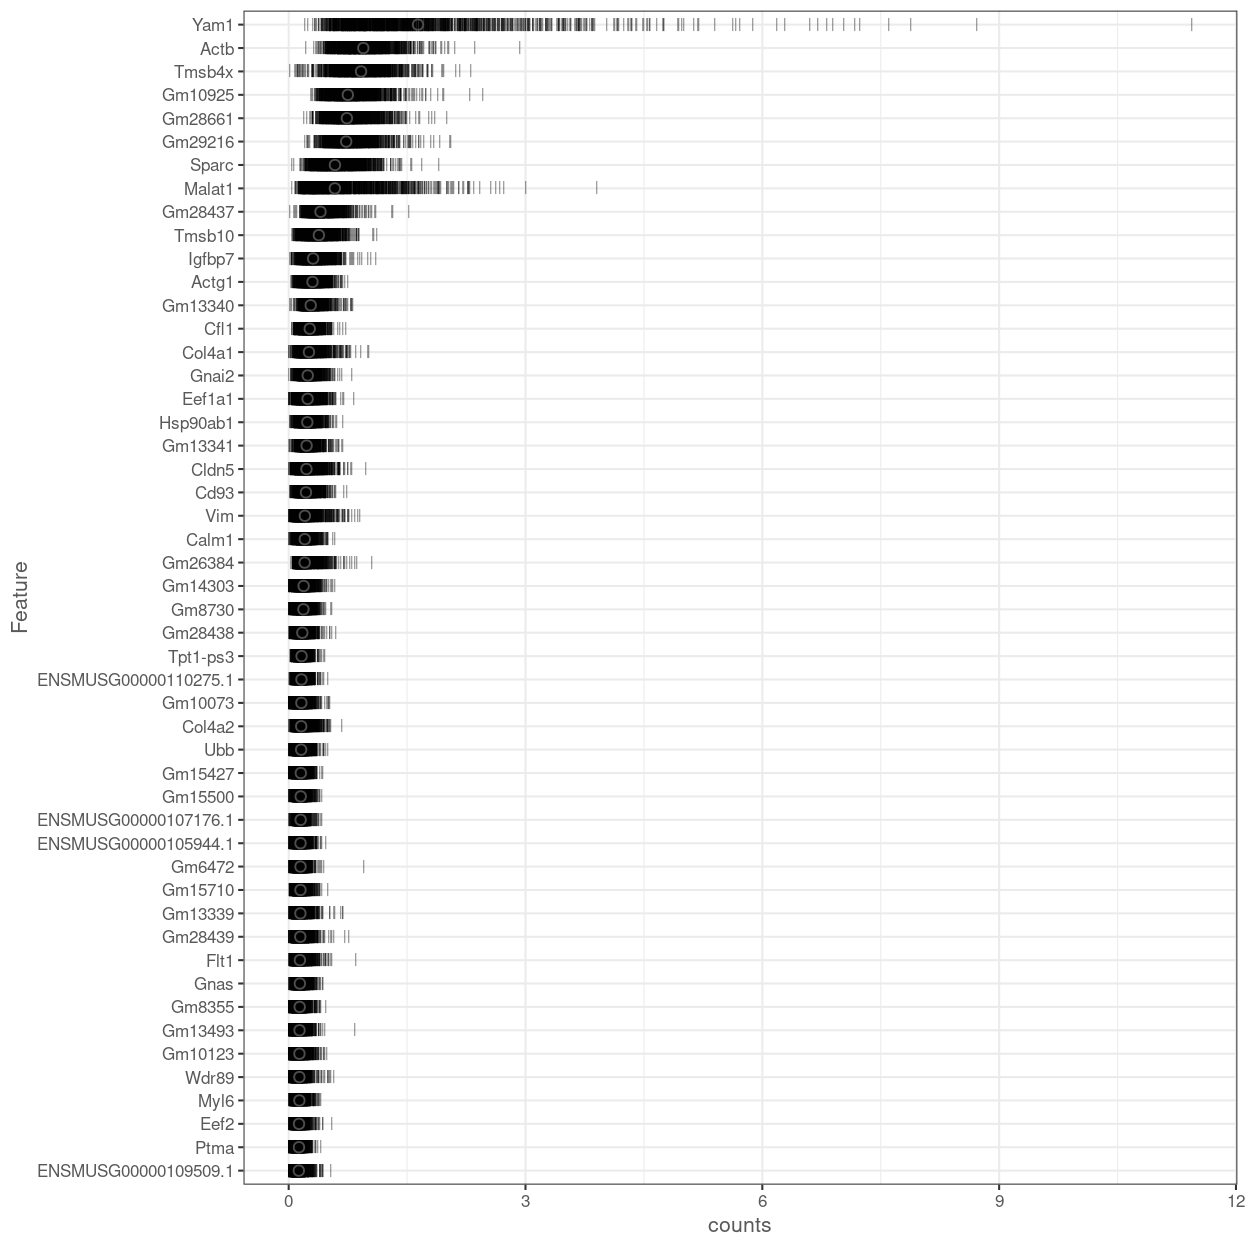 Yam1
Actb
Tmsb4x
Gm10925
Gm28661
Gm29216
Sparc
Malat1
Gm28437
Tmsb10
Igfbp7
Actg1
Gm13340
Cfl1
Col4a1
Gnai2
Eef1a1
Hsp90ab1
Gm13341
Cldn5
Cd93
Vim
Calm1
Gm26384
Gm14303
Gm8730
Gm28438
Tpt1-ps3
ENSMUSG00000110275.1
Gm10073
Col4a2
Ubb
Gm15427
Gm15500
ENSMUSG00000107176.1
ENSMUSG00000105944.1
Gm6472
Gm15710
Gm13339
Gm28439
Flt1
Gnas
Gm8355
Gm13493
Gm10123
Wdr89
Myl6
Eef2
Ptma
ENSMUSG00000109509.1
Feature
0 3 6 9 12
counts